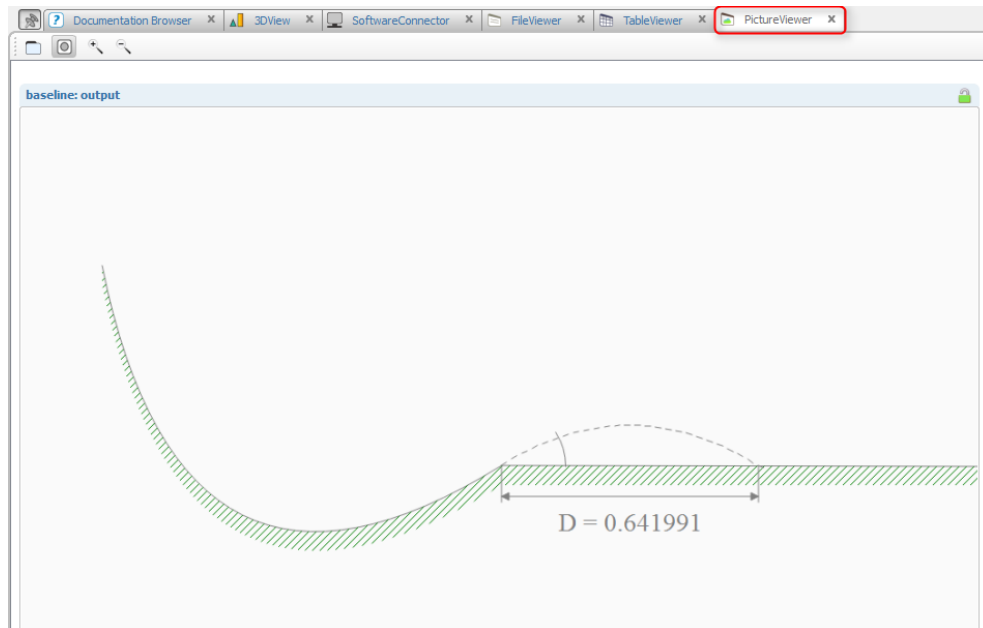 ? Documentation Browser x 3DView x SoftwareConnector x FileViewer x TableViewer x PictureViewer x
baseline: output
D = 0.641991